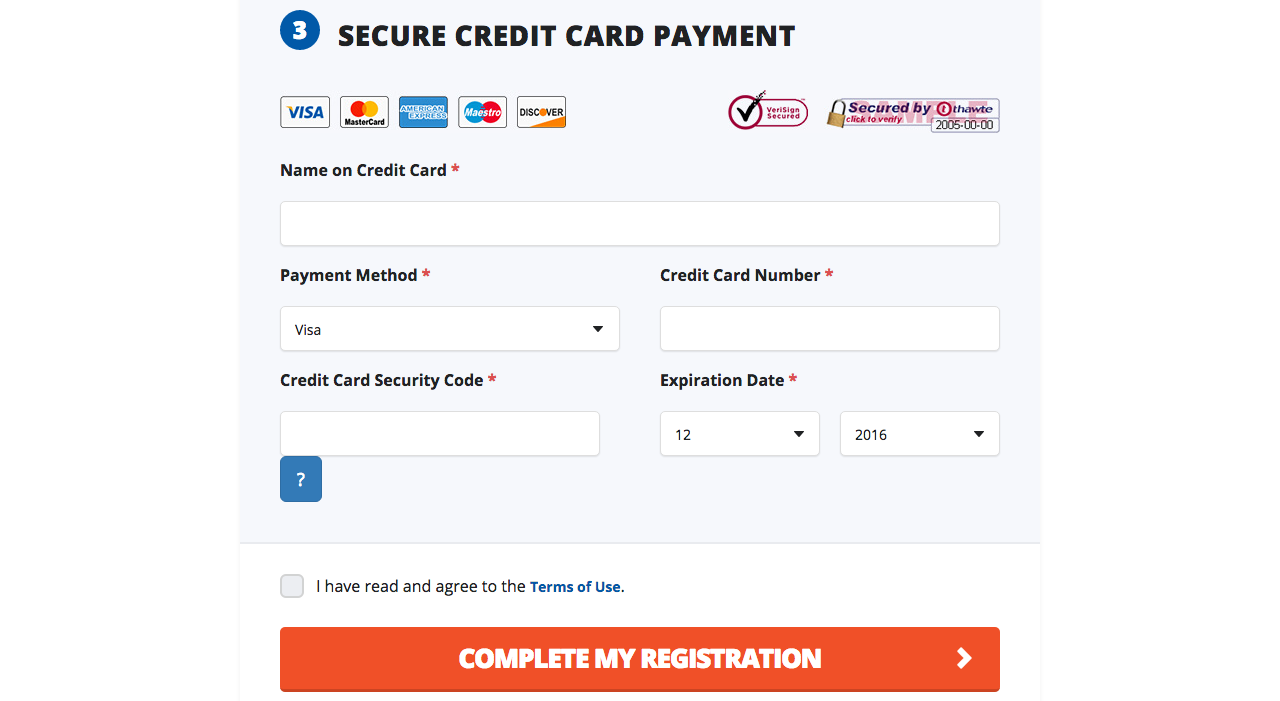 3 SECURE CREDIT CARD PAYMENT
VISA MasterCard AMERICAN EXPRESS Maestro DISCOVER VeriSign Secured SAMPLE Secured by thawte click to verify 2005-00-00
Name on Credit Card *
Payment Method * Credit Card Number *
Visa
Credit Card Security Code * Expiration Date *
12 2016
?
I have read and agree to the Terms of Use.
COMPLETE MY REGISTRATION